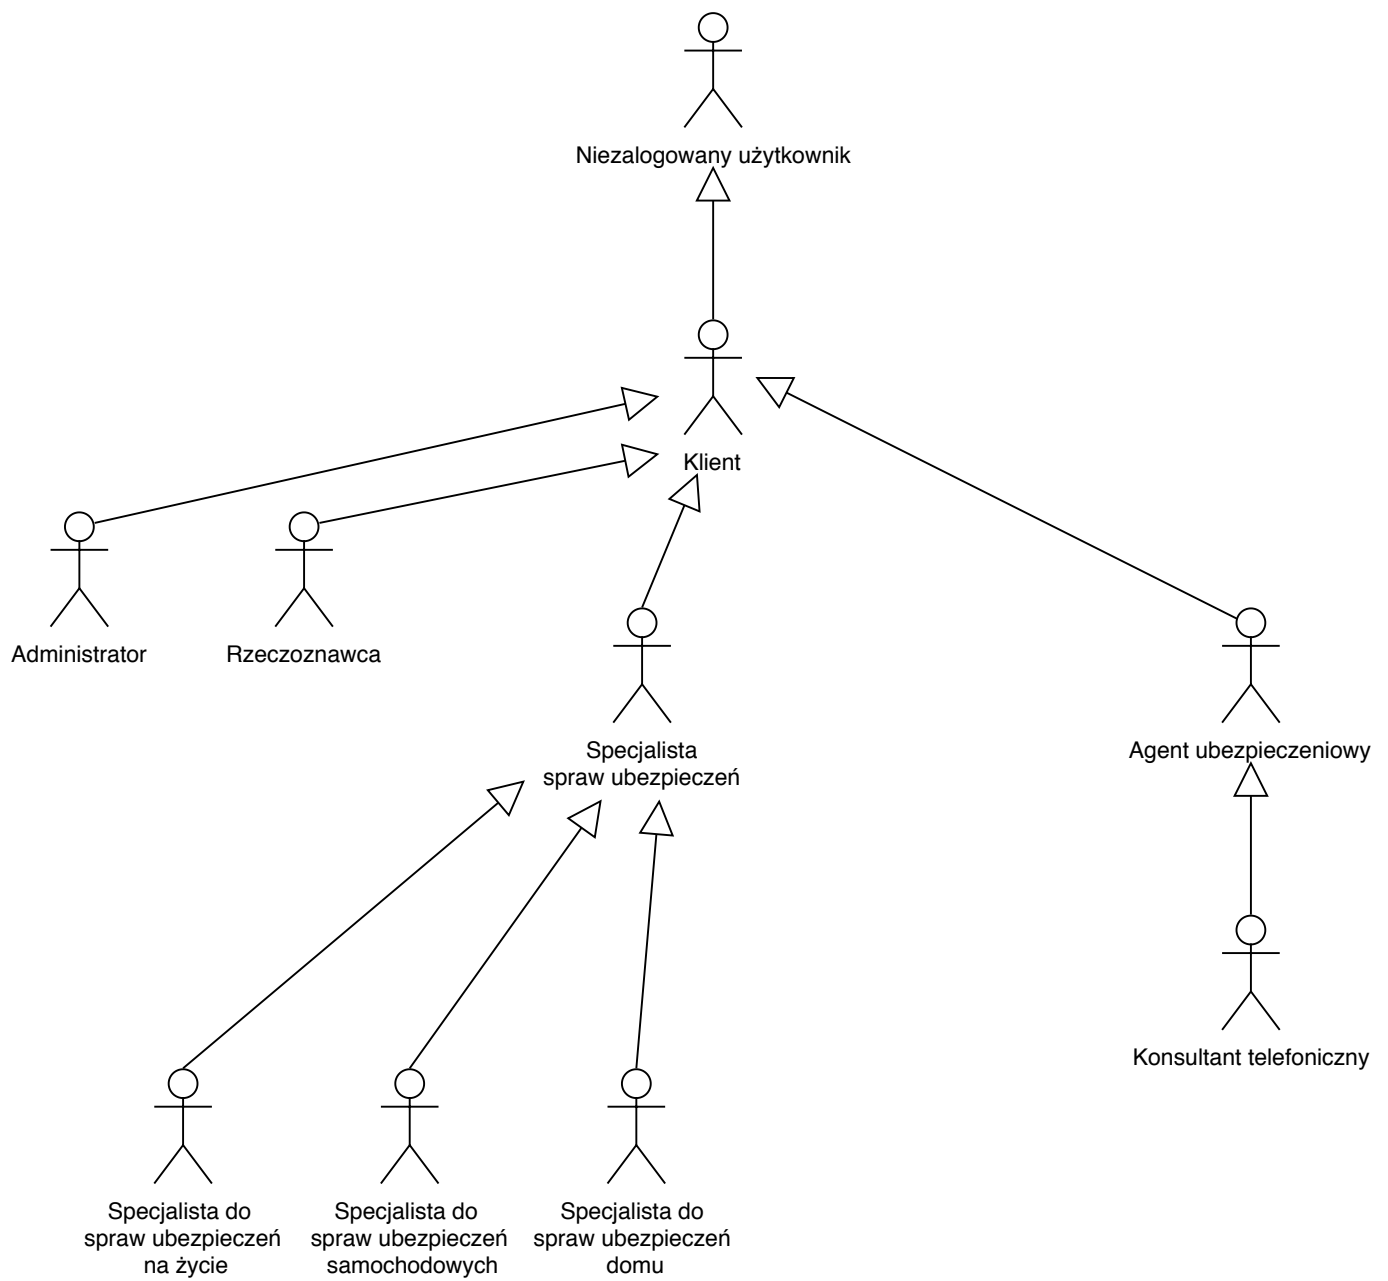 Niezalogowany użytkownik
Klient
Administrator
Rzeczoznawca
Specjalista
spraw ubezpieczeń
Agent ubezpieczeniowy
Konsultant telefoniczny
Specjalista do
spraw ubezpieczeń
na życie
Specjalista do
spraw ubezpieczeń
samochodowych
Specjalista do
spraw ubezpieczeń
domu